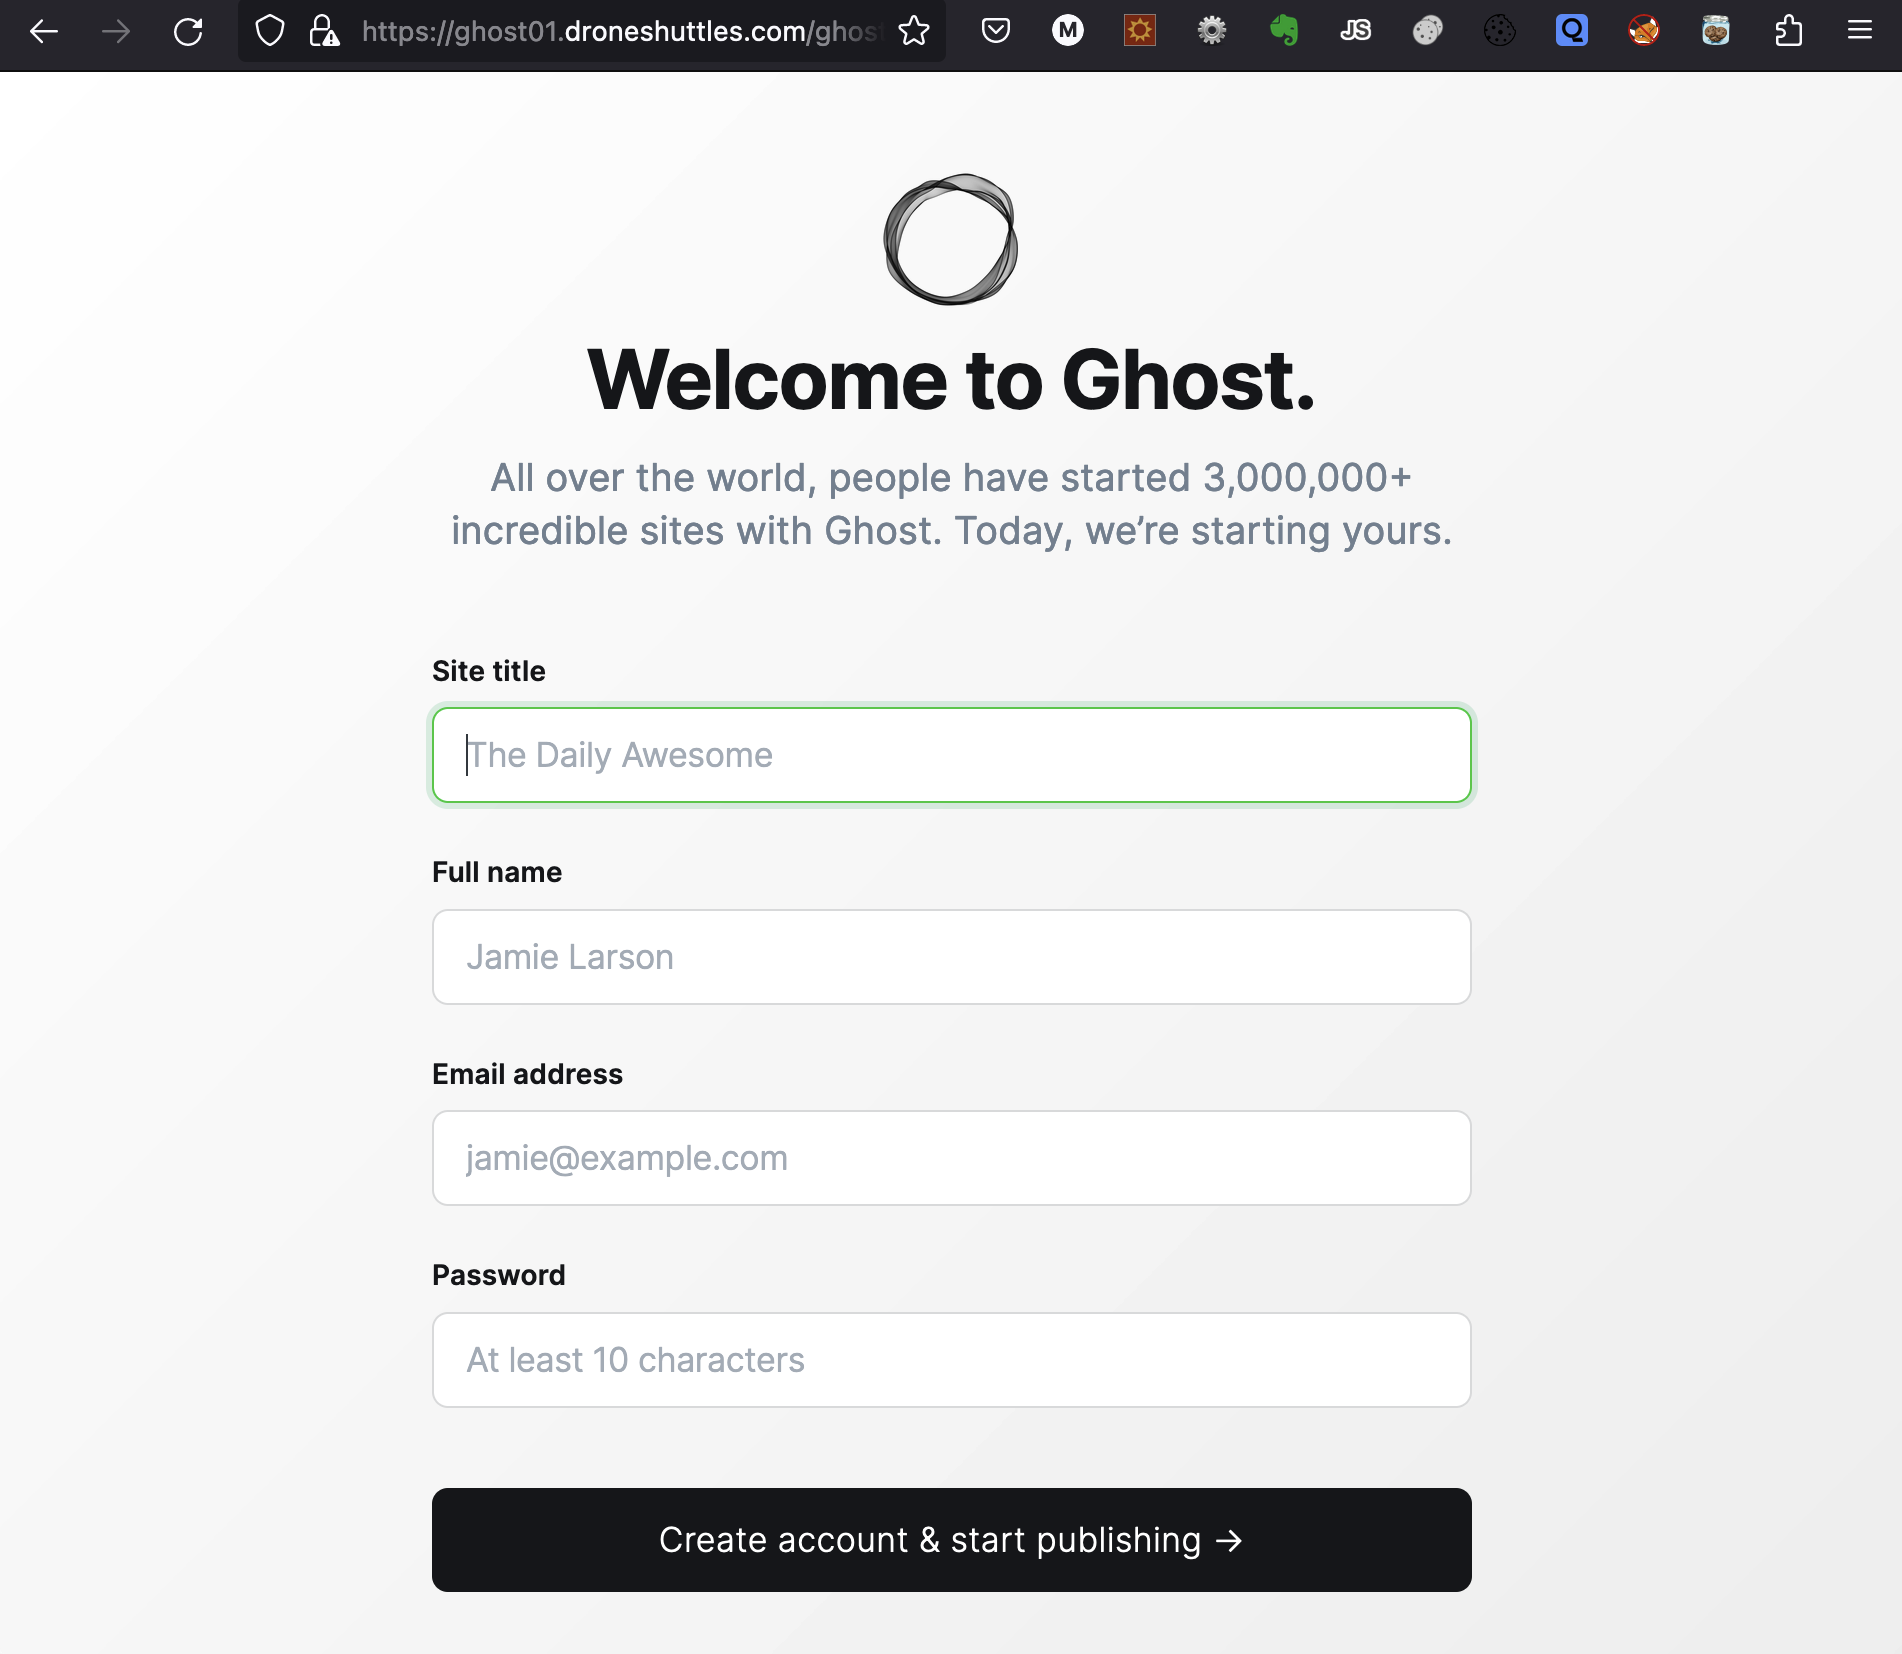 https://ghost01.droneshuttles.com/ghost
M
JS
Q
Welcome to Ghost.
All over the world, people have started 3,000,000+
incredible sites with Ghost. Today, we’re starting yours.
Site title
The Daily Awesome
Full name
Jamie Larson
Email address
jamie@example.com
Password
At least 10 characters
Create account & start publishing →